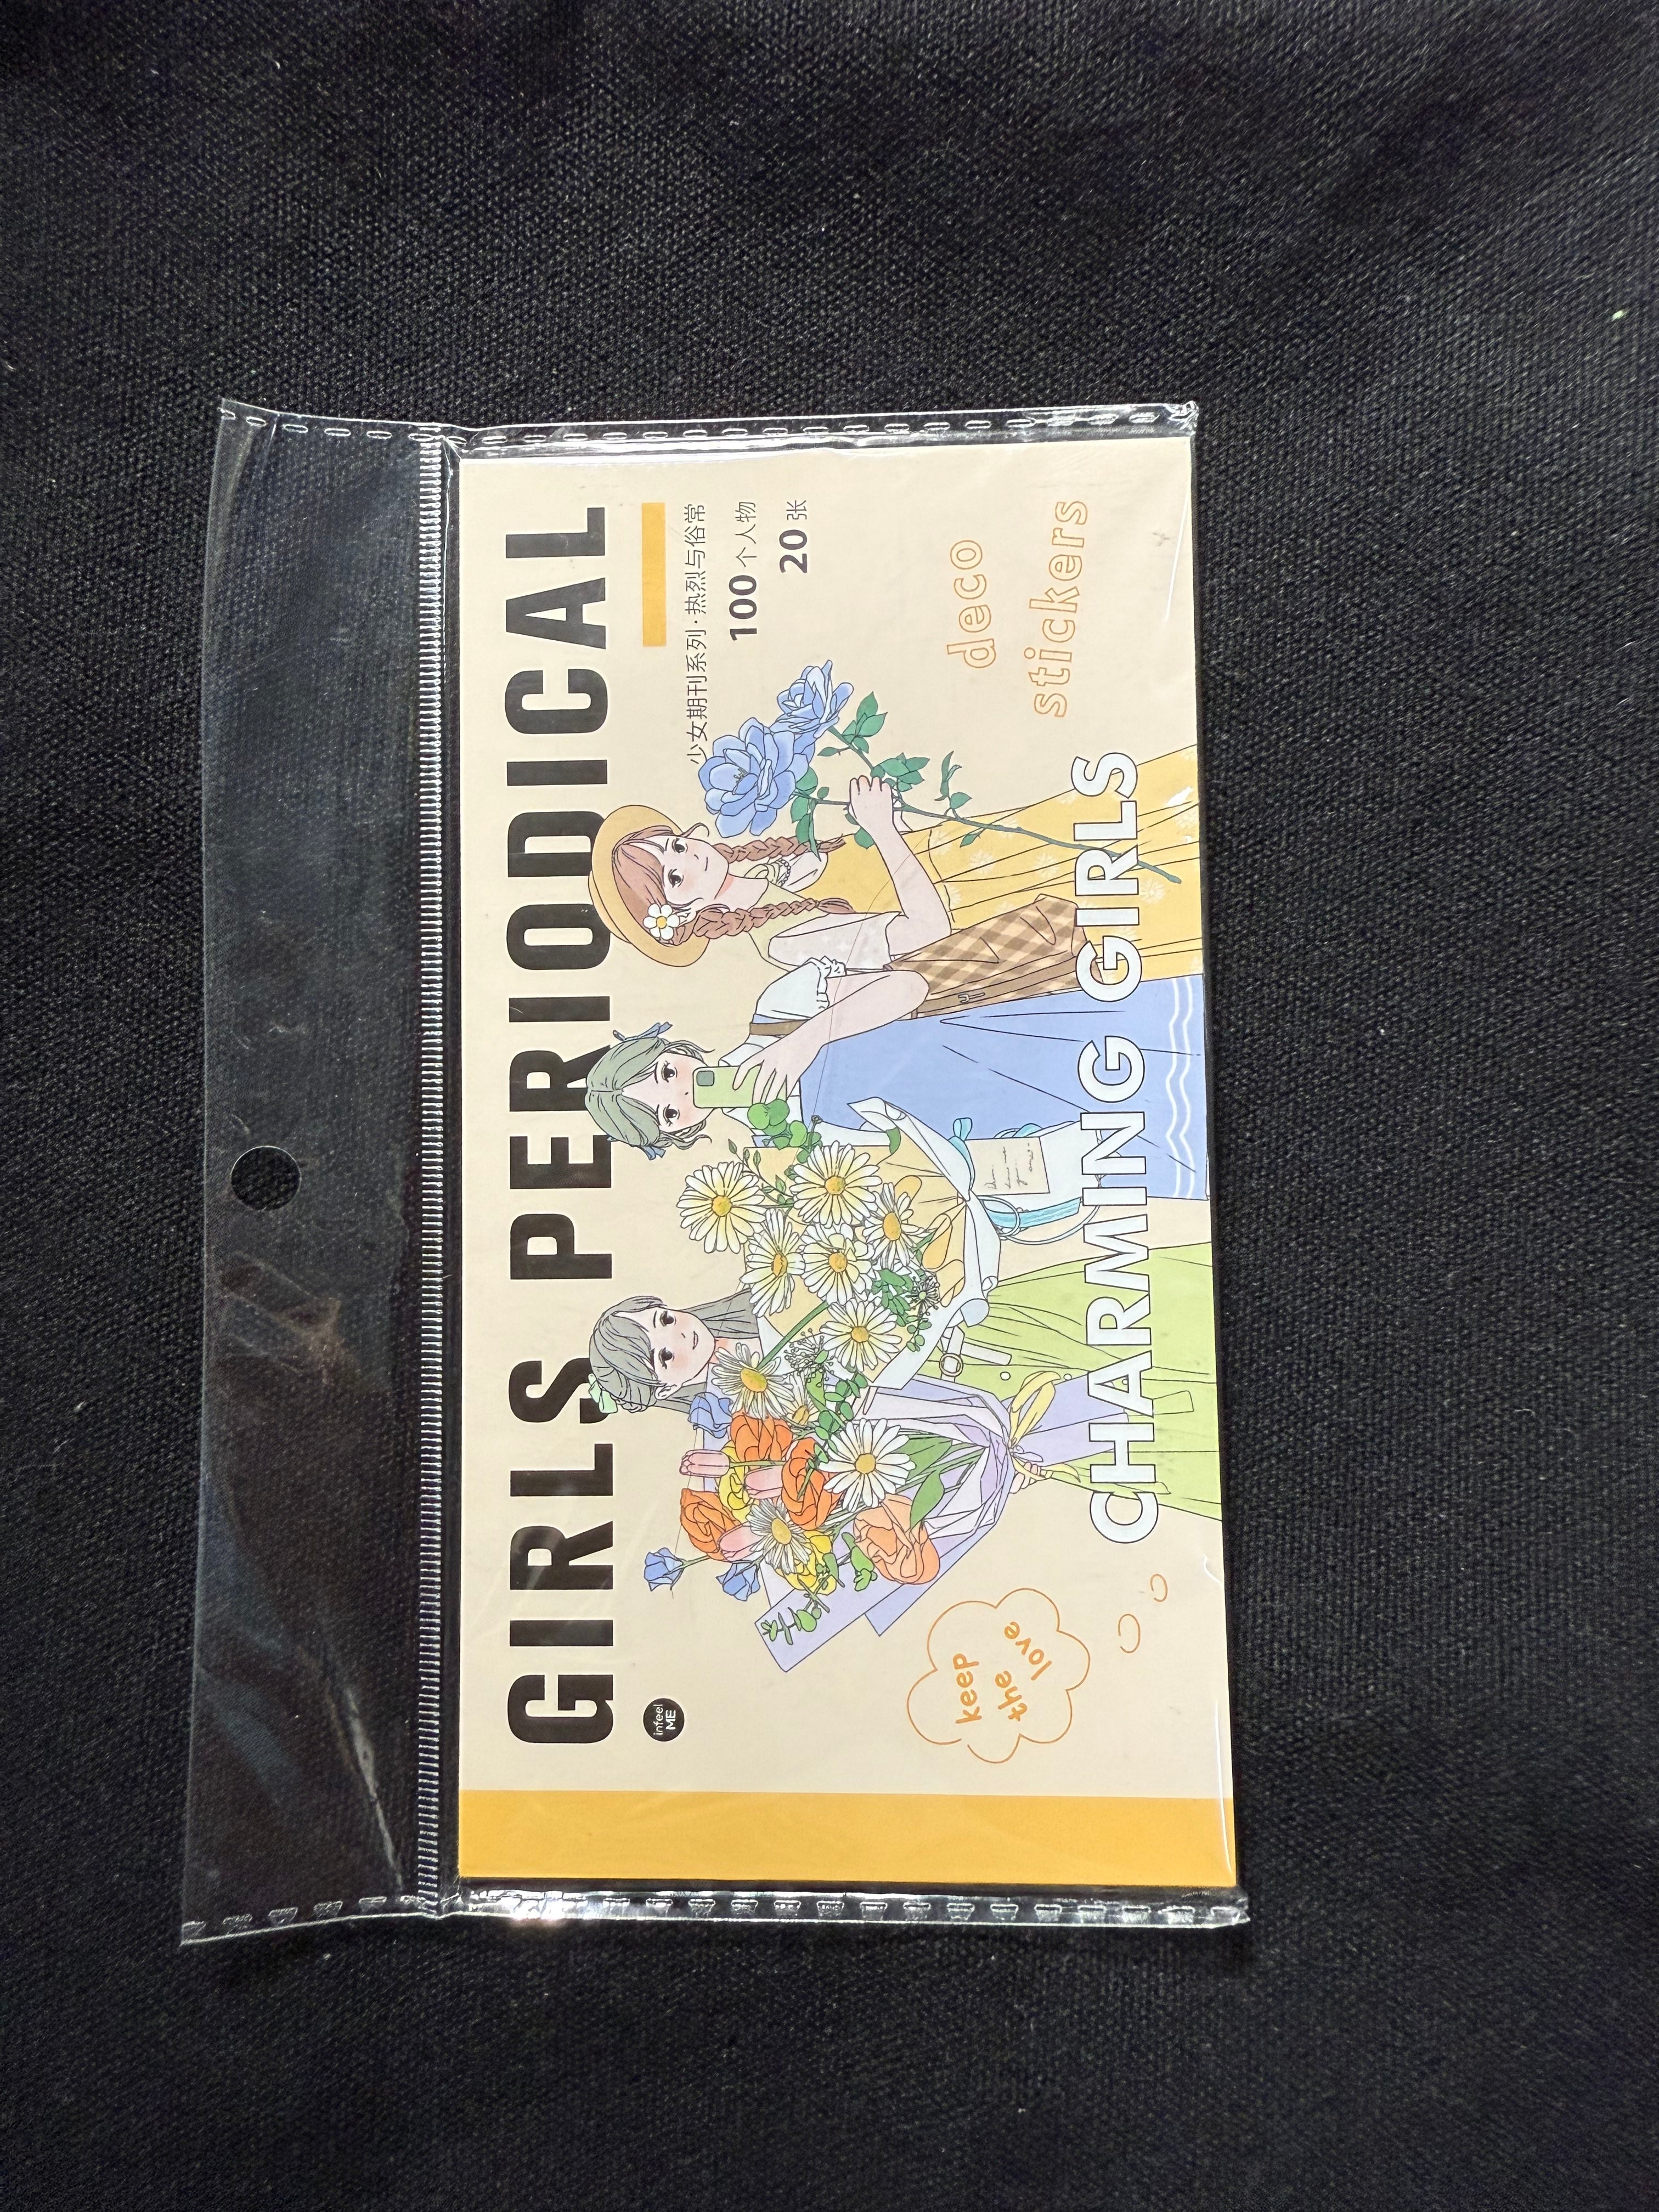 GIRLS PERIODICAL
infeel
ME
少女期刊系列·热烈与俗常
100个人物
20张
keep
the
love
deco
stickers
CHARMING GIRLS